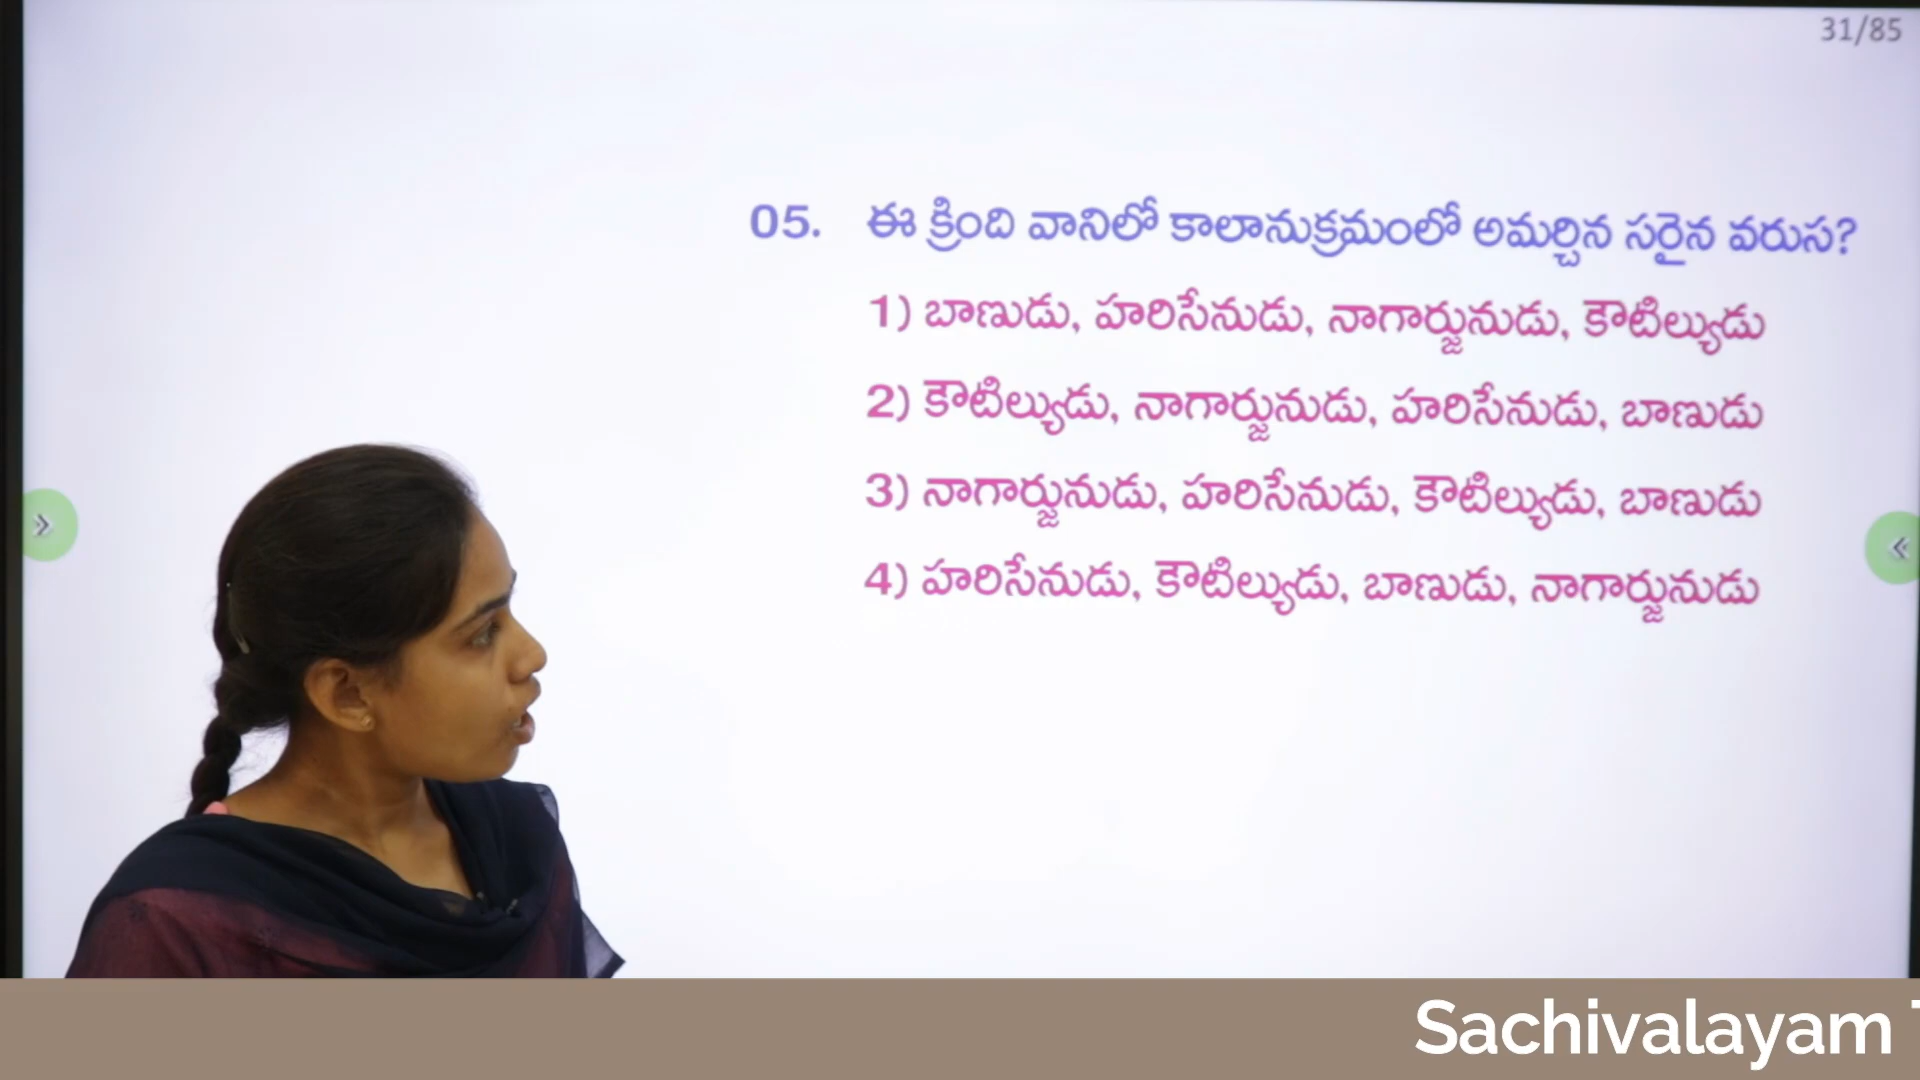 31/85
05. ఈ క్రింది వానిలో కాలానుక్రమంలో అమర్చిన సరైన వరుస?
1) బాణుడు, హరిసేనుడు, నాగార్జునుడు, కౌటిల్యుడు
2) కౌటిల్యుడు, నాగార్జునుడు, హరిసేనుడు, బాణుడు
3) నాగార్జునుడు, హరిసేనుడు, కౌటిల్యుడు, బాణుడు
4) హరిసేనుడు, కౌటిల్యుడు, బాణుడు, నాగార్జునుడు
Sachivalayam